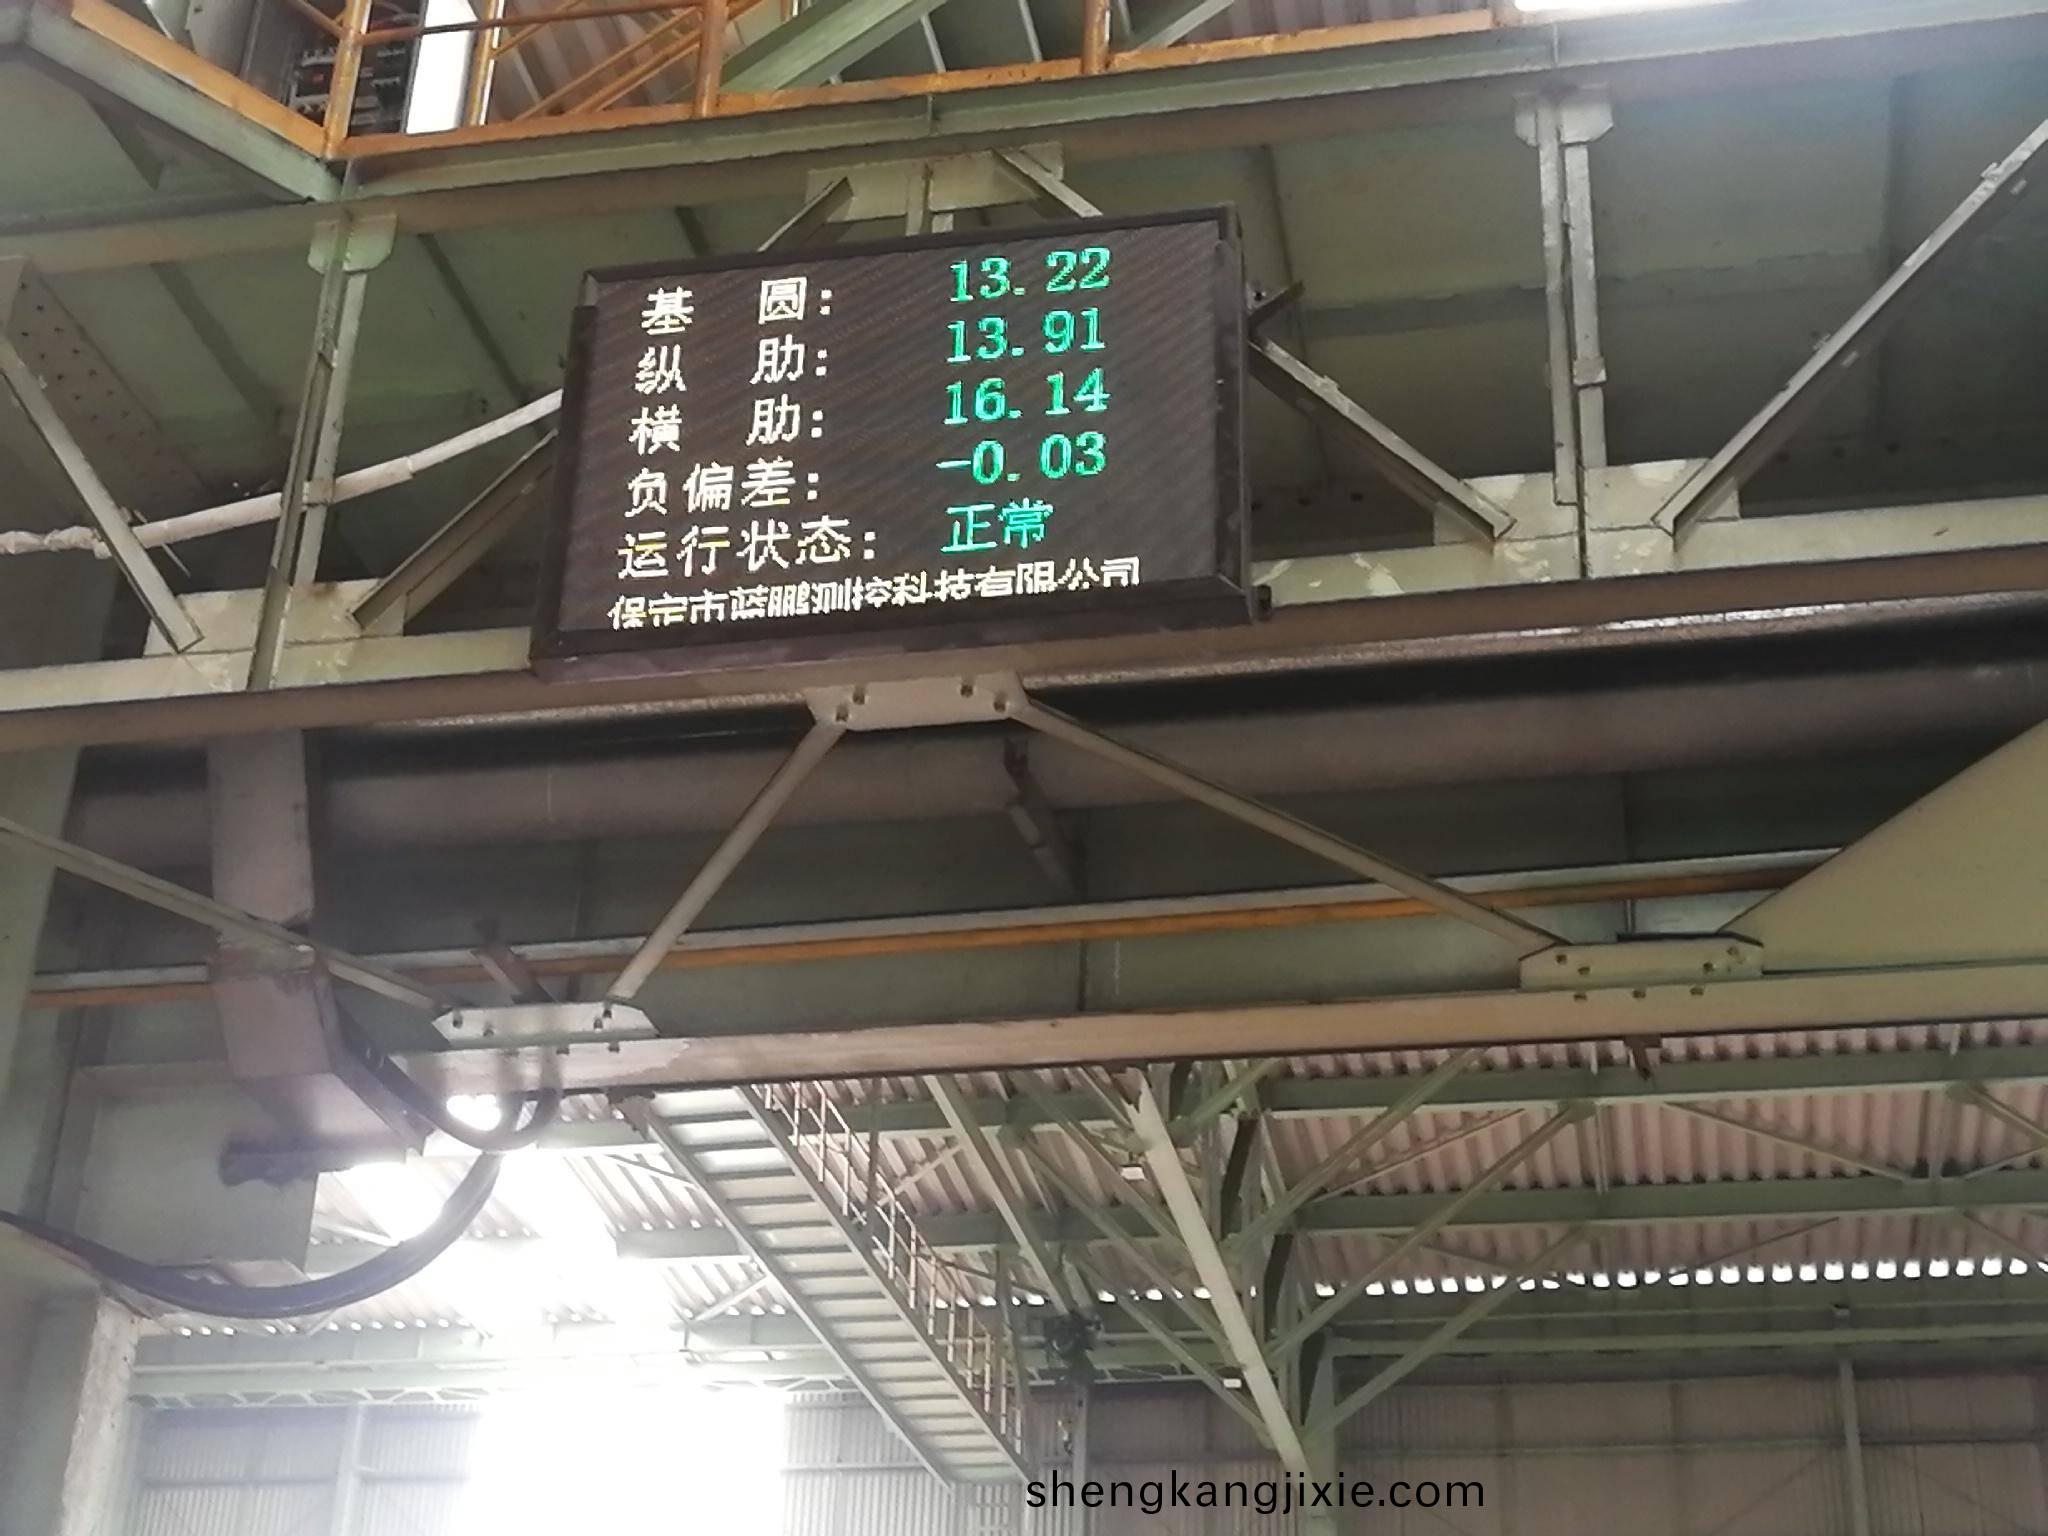 基 圆: 13.22
纵 肋: 13.91
横 肋: 16.14
负偏差: -0.03
运行状态: 正常
保定市蓝鹏测控科技有限公司
shengkangjixie.com